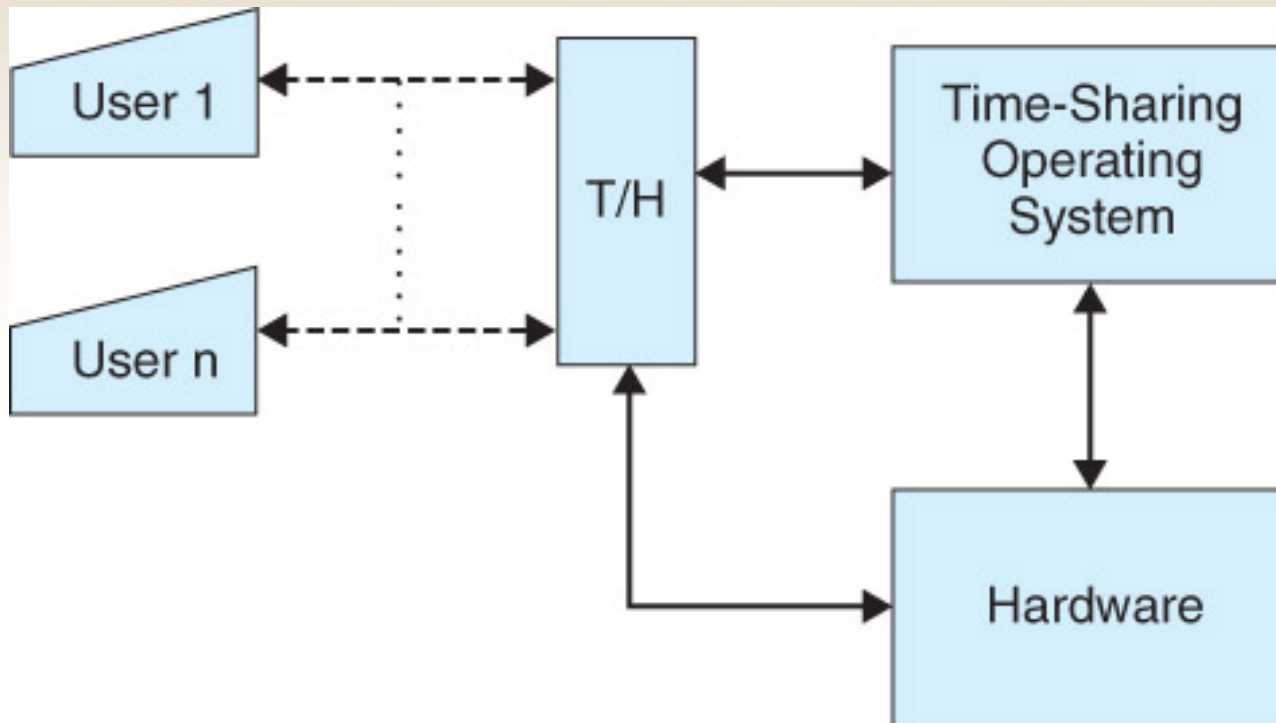 User 1
User n
T/H
Time-Sharing
Operating
System
Hardware